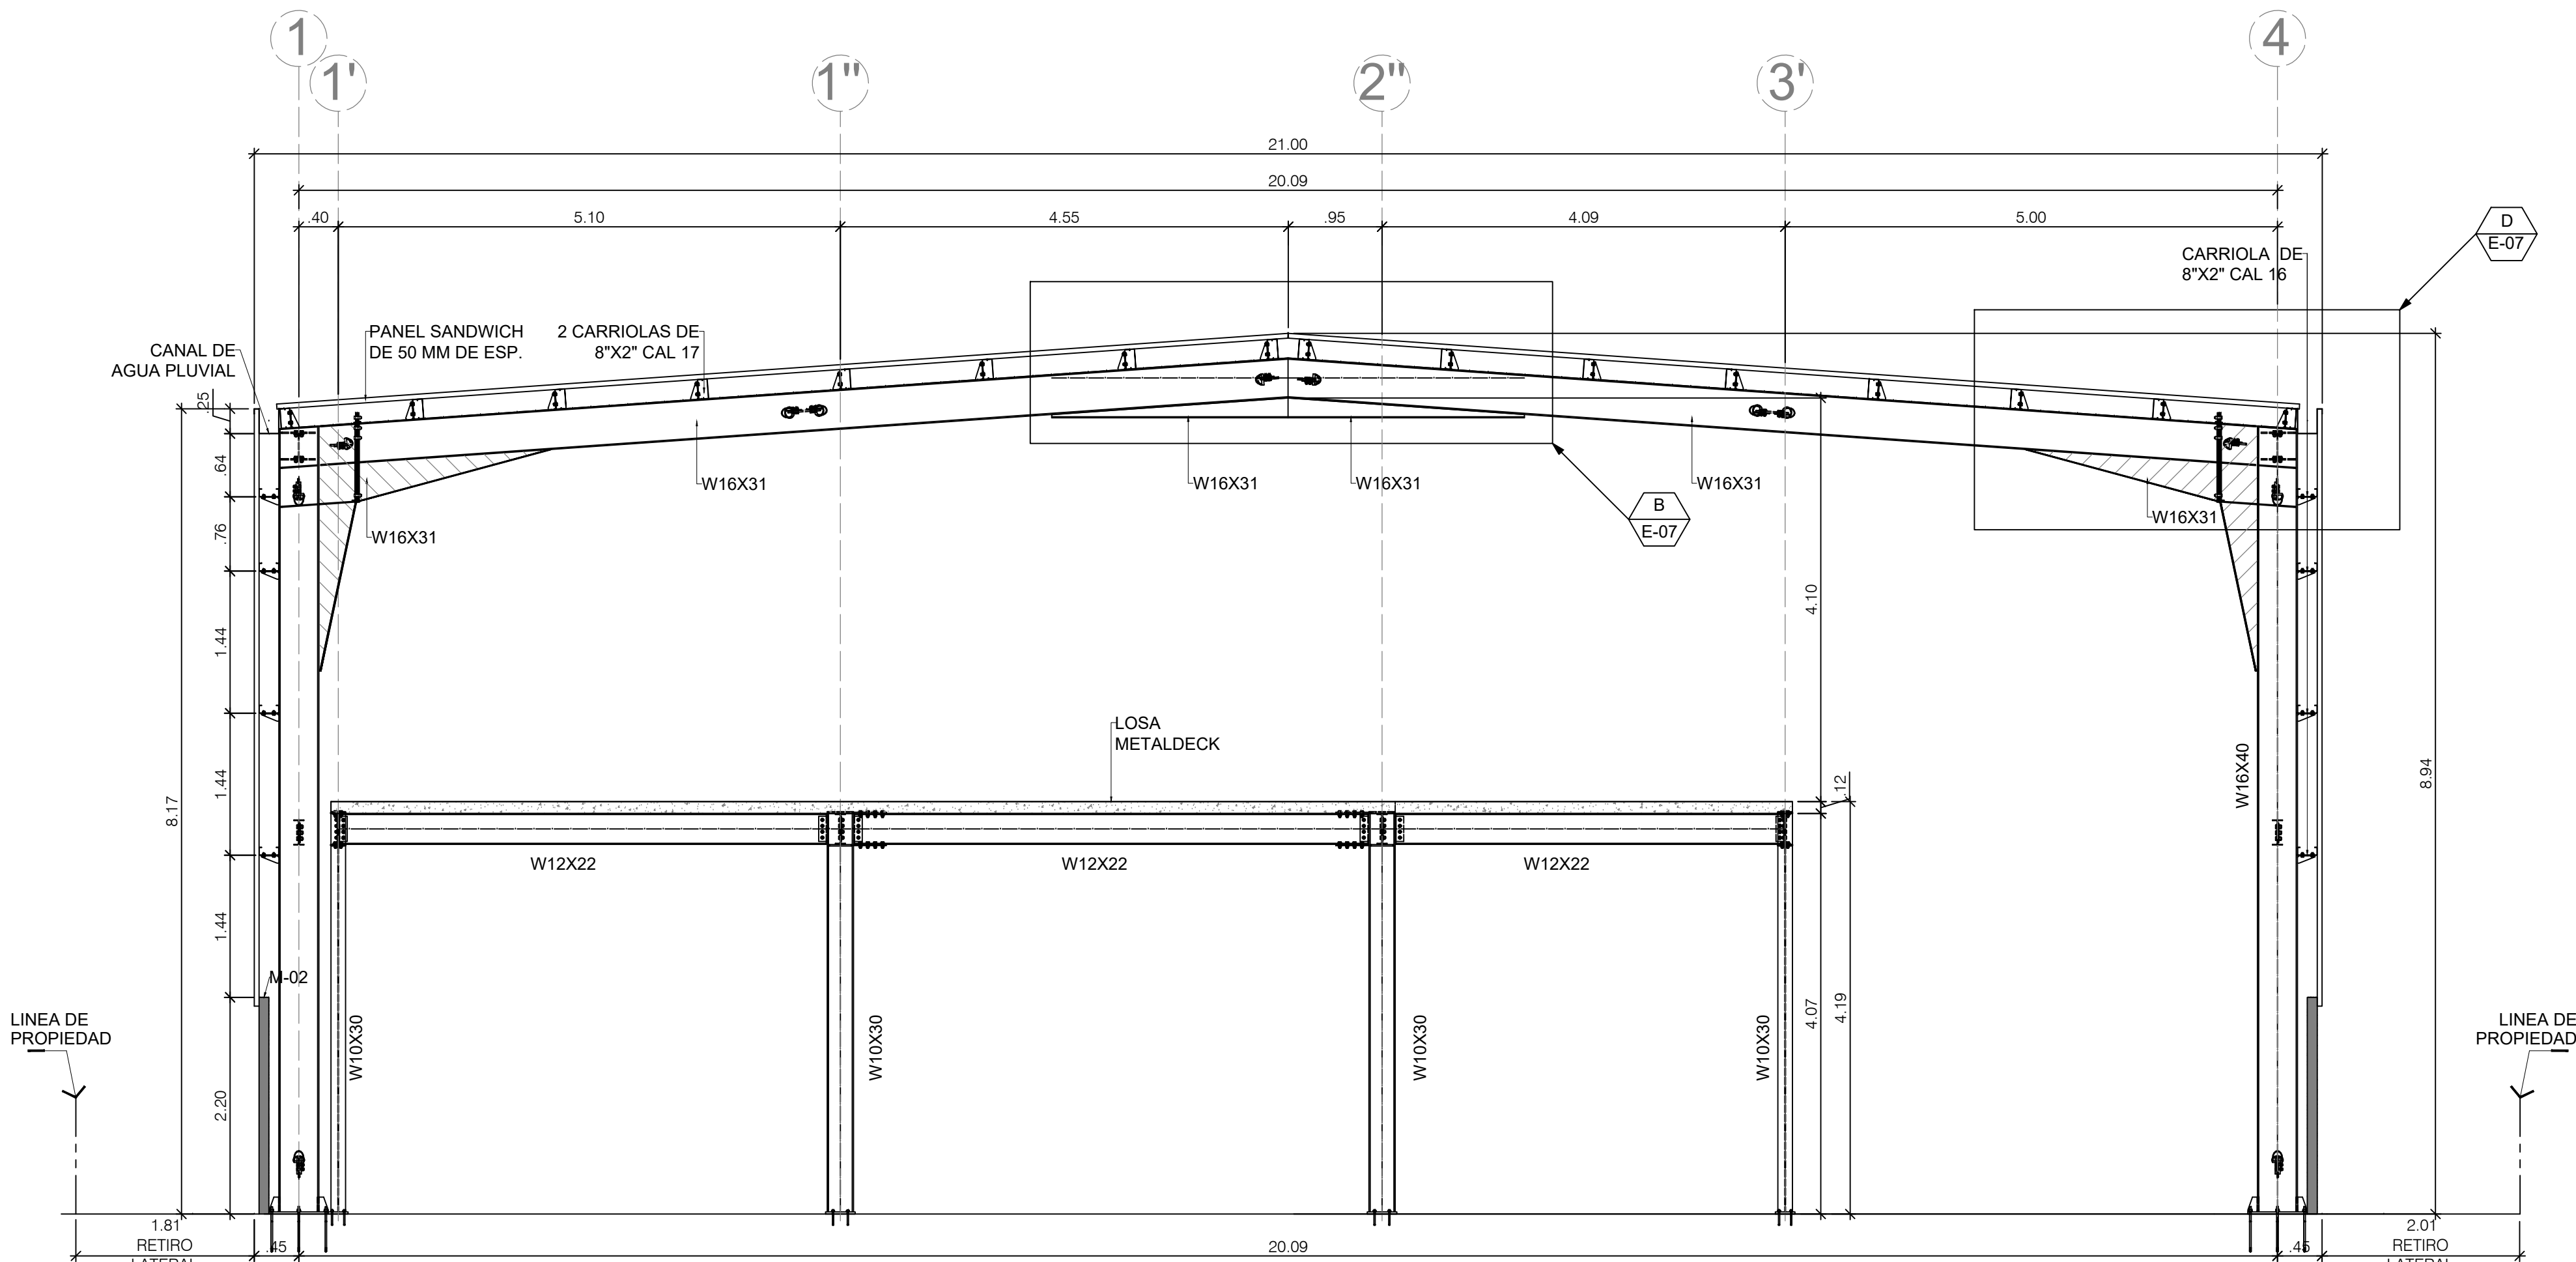 1
1'
1"
2"
3'
4
21.00
20.09
.40
5.10
4.55
.95
4.09
5.00
D
E-07
CARRIOLA DE
8"X2" CAL 16
PANEL SANDWICH
DE 50 MM DE ESP.
2 CARRIOLAS DE
8"X2" CAL 17
CANAL DE
AGUA PLUVIAL
.25
.64
.76
1.44
1.44
1.44
2.20
8.17
W16X31
W16X31
W16X31
W16X31
W16X31
W16X31
B
E-07
4.10
.12
4.07
4.19
8.94
LOSA
METALDECK
W16X40
W12X22
W12X22
W12X22
M-02
W10X30
W10X30
W10X30
W10X30
LINEA DE
PROPIEDAD
LINEA DE
PROPIEDAD
1.81
RETIRO
LATERAL
.45
20.09
.45
2.01
RETIRO
LATERAL